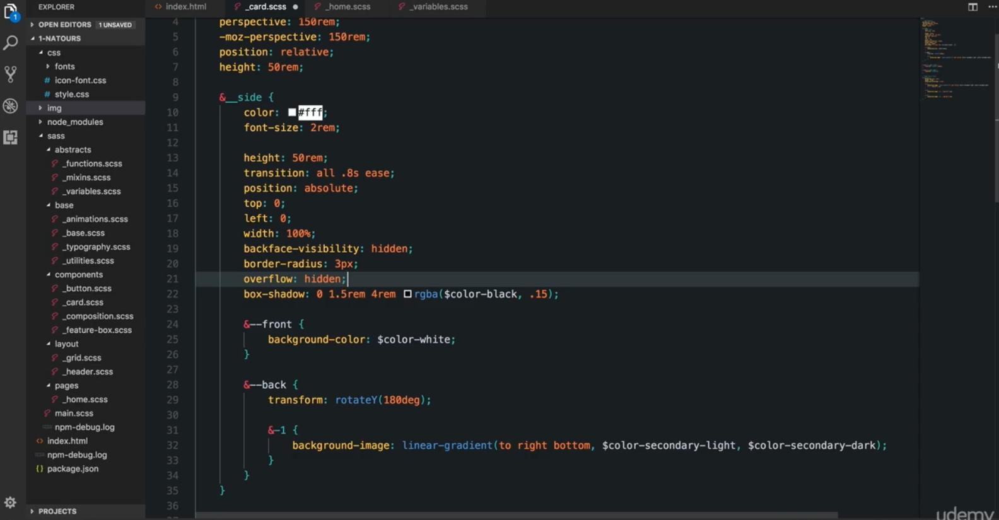 EXPLORER
OPEN EDITORS 1 UNSAVED
1-NATOURS
css
fonts
# icon-font.css
# style.css
img
node_modules
sass
abstracts
_functions.scss
_mixins.scss
_variables.scss
base
_animations.scss
_base.scss
_typography.scss
_utilities.scss
components
_button.scss
_card.scss
_composition.scss
_feature-box.scss
layout
_grid.scss
_header.scss
pages
_home.scss
main.scss
npm-debug.log
<> index.html
npm-debug.log
{} package.json
PROJECTS
1
<> index.html _card.scss ● _home.scss _variables.scss
4 perspective: 150rem;
5 -moz-perspective: 150rem;
6 position: relative;
7 height: 50rem;
8
9 &__side {
10 color: #fff;
11 font-size: 2rem;
12
13 height: 50rem;
14 transition: all .8s ease;
15 position: absolute;
16 top: 0;
17 left: 0;
18 width: 100%;
19 backface-visibility: hidden;
20 border-radius: 3px;
21 overflow: hidden;
22 box-shadow: 0 1.5rem 4rem rgba($color-black, .15);
23
24 &--front {
25 background-color: $color-white;
26 }
27
28 &--back {
29 transform: rotateY(180deg);
30
31 &-1 {
32 background-image: linear-gradient(to right bottom, $color-secondary-light, $color-secondary-dark);
33 }
34 }
35 }
36
udemy